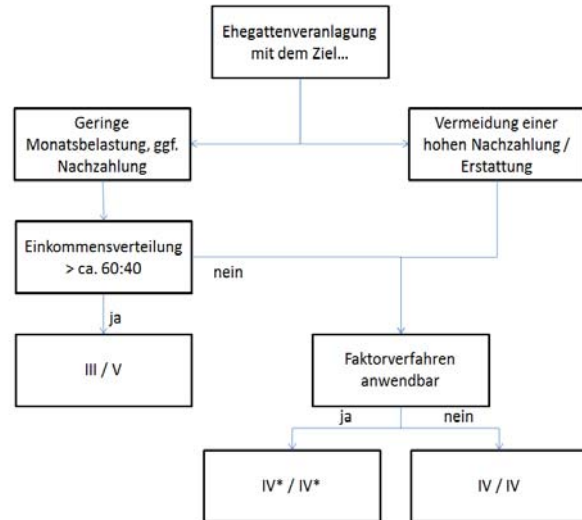 Ehegattenveranlagung
mit dem Ziel...
Geringe
Monatsbelastung, ggf.
Nachzahlung
Vermeidung einer
hohen Nachzahlung /
Erstattung
Einkommensverteilung
> ca. 60:40
nein
ja
III / V
Faktorverfahren
anwendbar
ja
nein
IV* / IV*
IV / IV